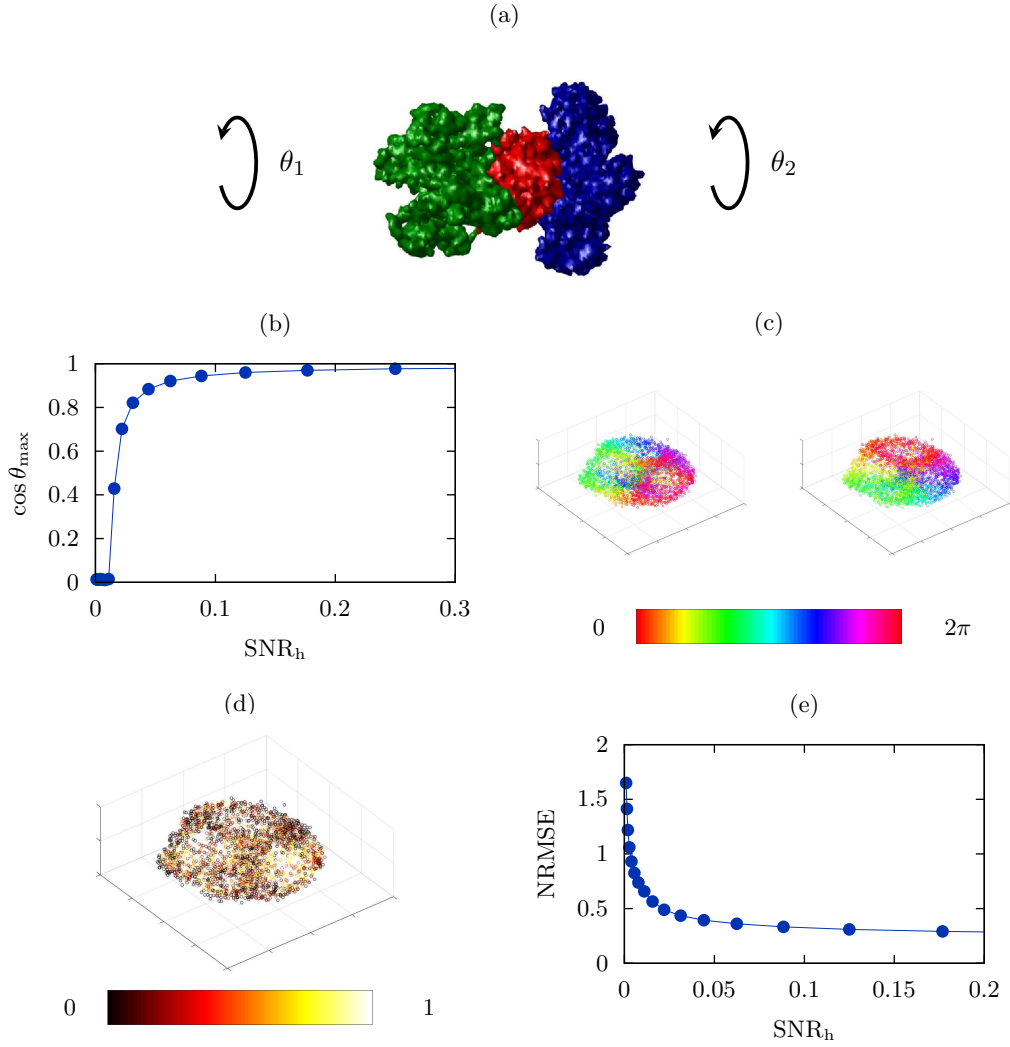 (a)
θ₁
θ₂
(b)
cos θmax
1
0.8
0.6
0.4
0.2
0
0 0.1 0.2 0.3
SNRh
(c)
0 2π
(d)
0 1
(e)
NRMSE
2
1.5
1
0.5
0
0 0.05 0.1 0.15 0.2
SNRh